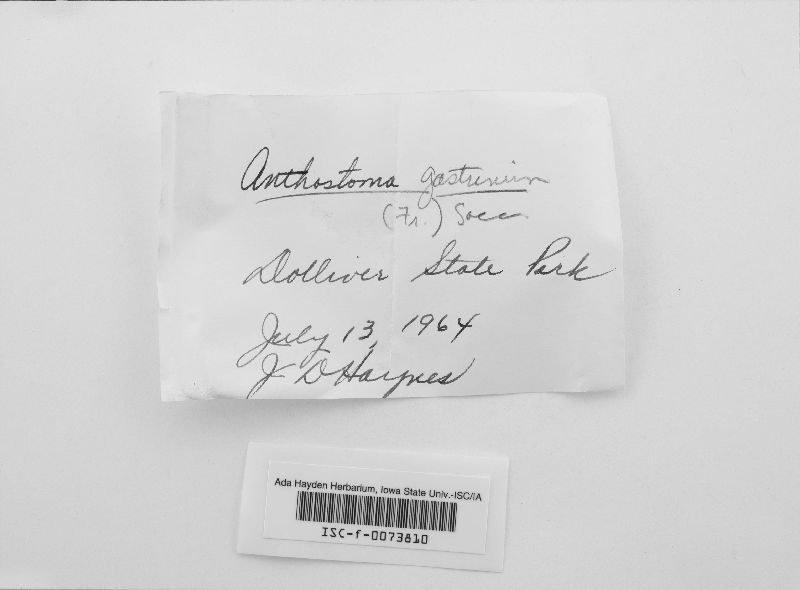 Anthostoma gastrinum
(Fr.) Sacc
Dolliver State Park
July 13, 1964
J D Haynes
Ada Hayden Herbarium, Iowa State Univ.-ISC/IA
ISC-f-0073810